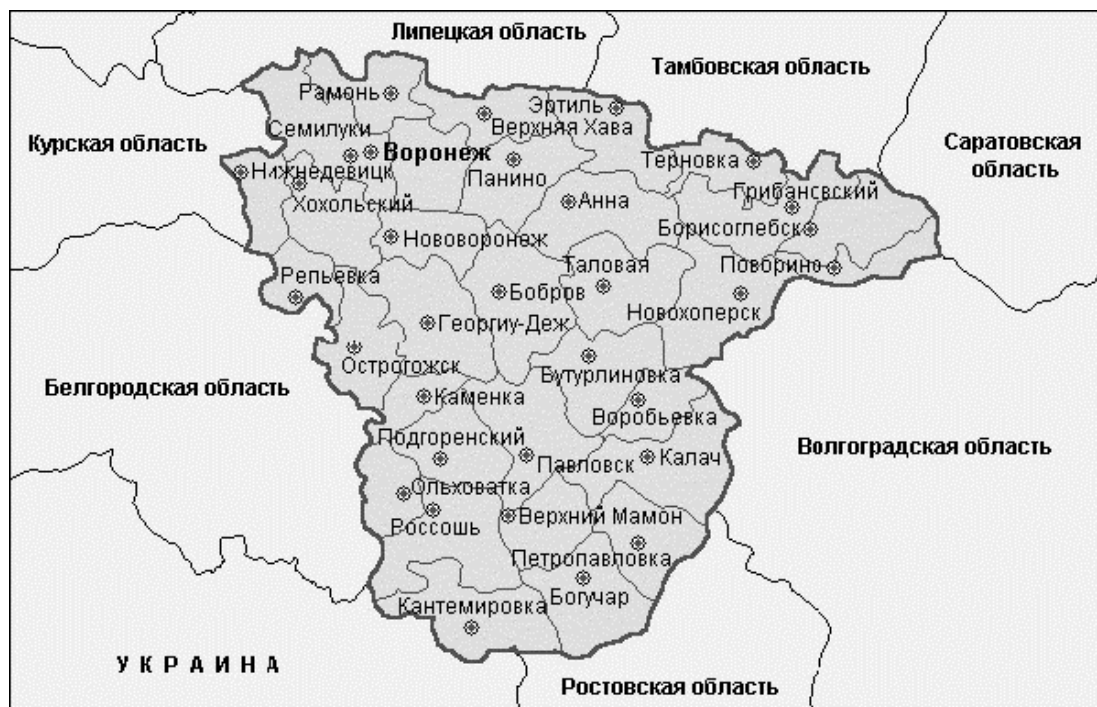 Липецкая область
Тамбовская область
Курская область
Саратовская
область
Рамонь
Эртиль
Верхняя Хава
Семилуки
Воронеж
Нижнедевицк
Панино
Терновка
Хохольский
Анна
Грибансвский
Борисоглебск
Нововоронеж
Репьевка
Таловая
Поворино
Бобров
Новохоперск
Георгиу-Деж
Острогожск
Бутурлиновка
Белгородская область
Каменка
Воробьевка
Подгоренский
Волгоградская область
Павловск
Калач
Ольховатка
Россошь
Верхний Мамон
Петропавловка
Богучар
Кантемировка
УКРАИНА
Ростовская область